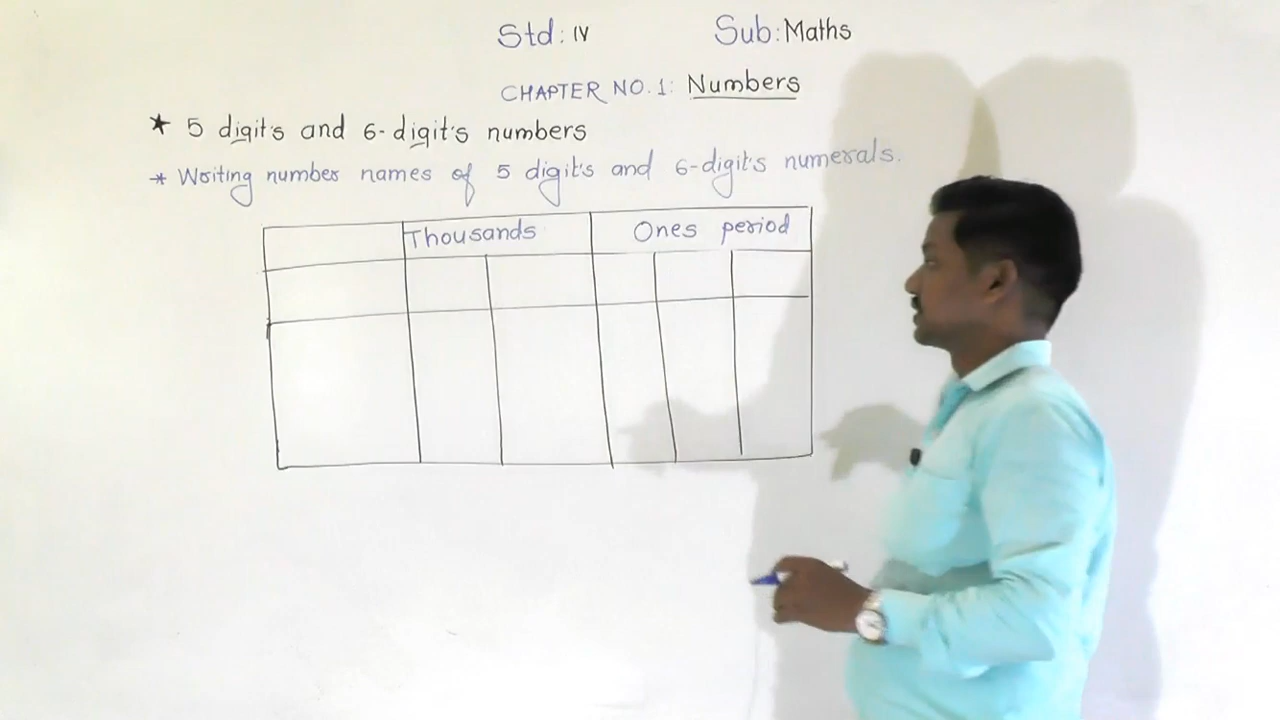 Std: IV Sub: Maths
CHAPTER NO. 1: Numbers
* 5 digit's and 6-digit's numbers
* Writing number names of 5 digit's and 6-digit's numerals.
Thousands Ones period